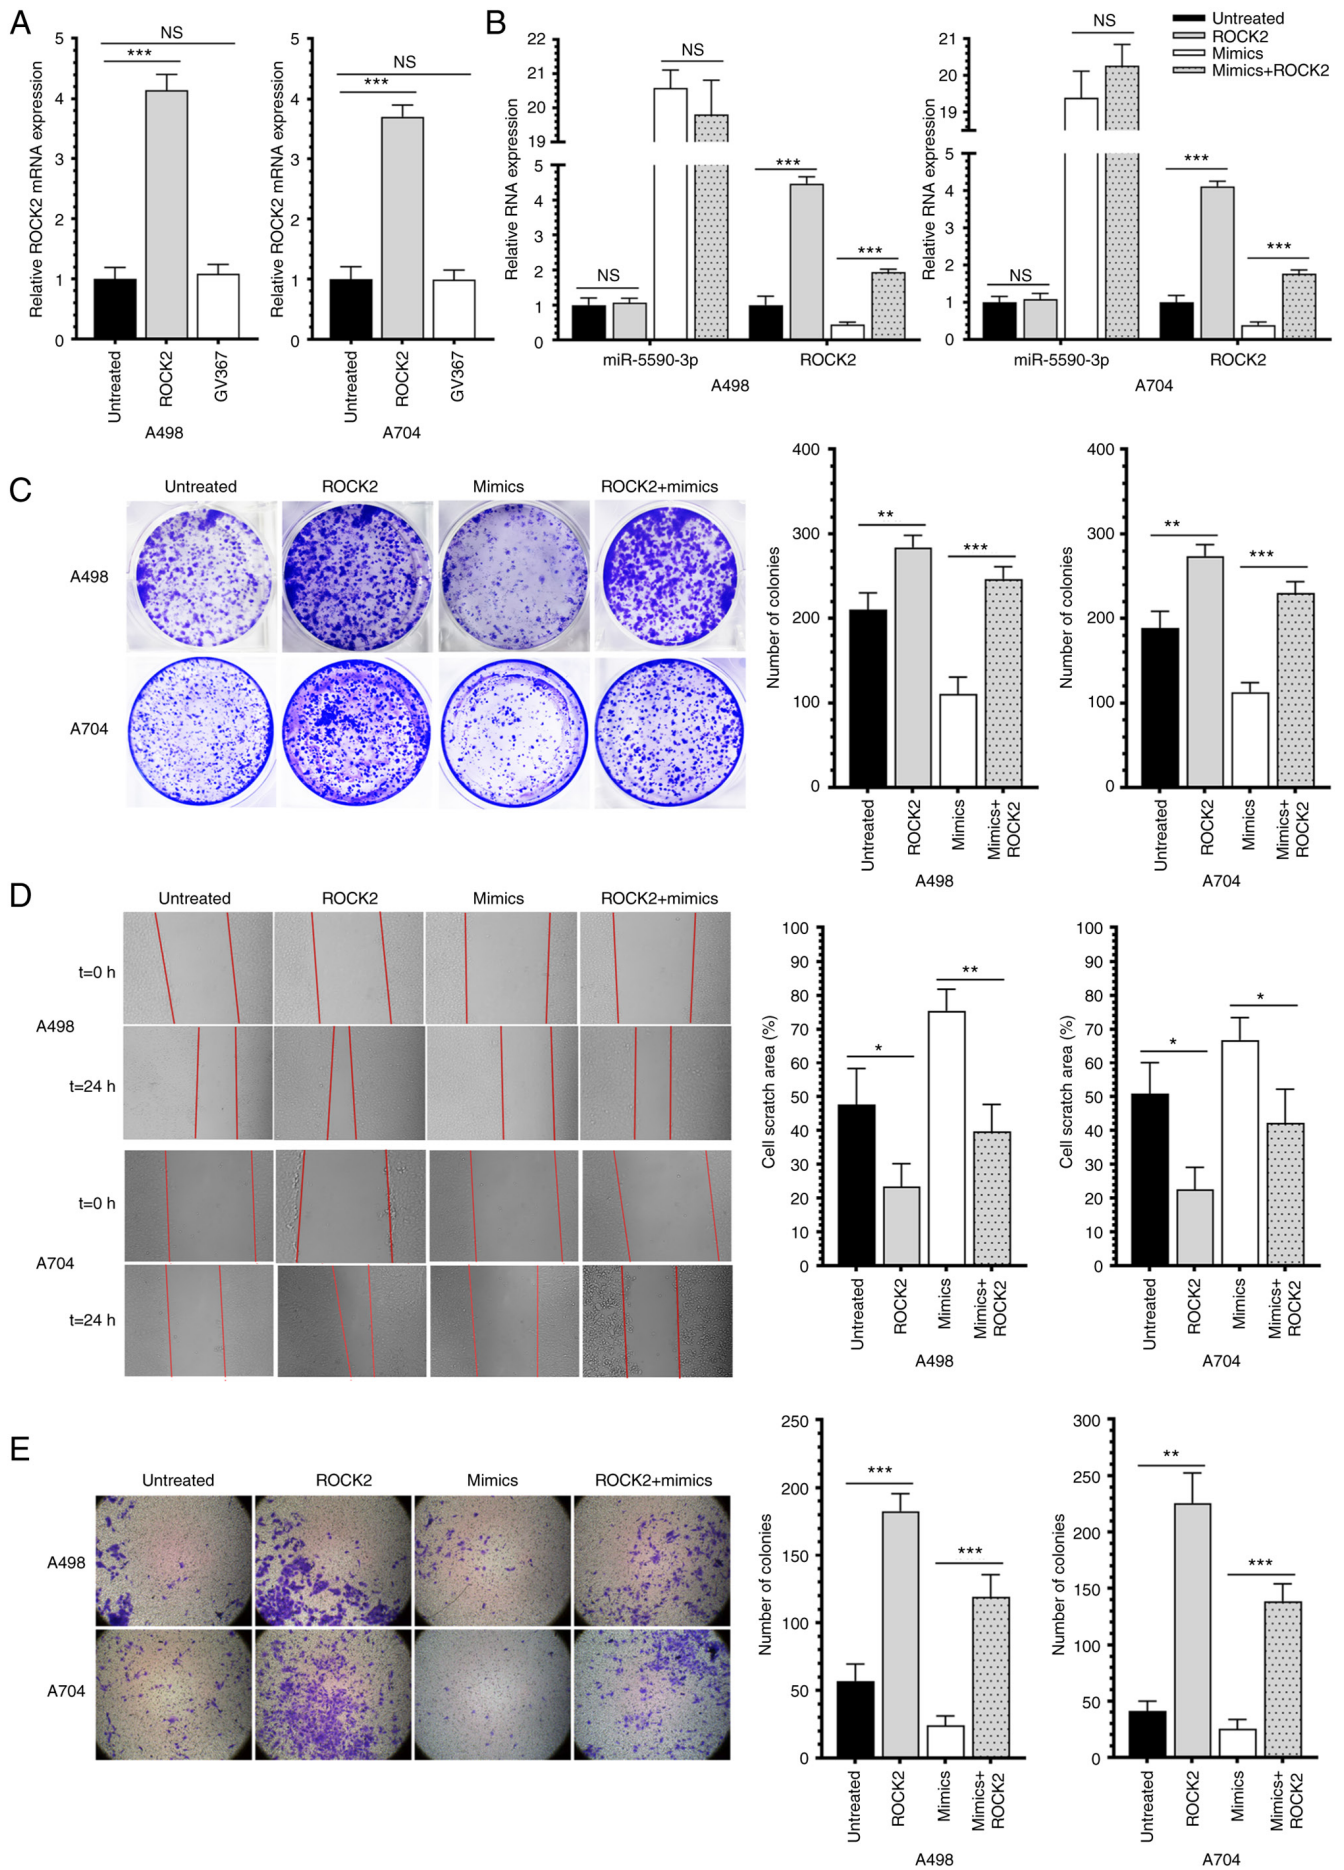 A
Relative ROCK2 mRNA expression
5
4
3
2
1
0
NS
***
Untreated
ROCK2
GV367
A498
Relative ROCK2 mRNA expression
5
4
3
2
1
0
NS
***
Untreated
ROCK2
GV367
A704
B
Relative RNA expression
22
21
20
19
5
4
3
2
1
0
NS
NS
***
***
miR-5590-3p
ROCK2
A498
Relative RNA expression
21
20
19
5
4
3
2
1
0
NS
NS
***
***
miR-5590-3p
ROCK2
A704
Untreated
ROCK2
Mimics
Mimics+ROCK2
C
Untreated
ROCK2
Mimics
ROCK2+mimics
A498
A704
Number of colonies
400
300
200
100
0
**
***
Untreated
ROCK2
Mimics
Mimics+
ROCK2
A498
Number of colonies
400
300
200
100
0
**
***
Untreated
ROCK2
Mimics
Mimics+
ROCK2
A704
D
Untreated
ROCK2
Mimics
ROCK2+mimics
t=0 h
A498
t=24 h
t=0 h
A704
t=24 h
Cell scratch area (%)
100
90
80
70
60
50
40
30
20
10
0
*
**
Untreated
ROCK2
Mimics
Mimics+
ROCK2
A498
Cell scratch area (%)
100
90
80
70
60
50
40
30
20
10
0
*
*
Untreated
ROCK2
Mimics
Mimics+
ROCK2
A704
E
Untreated
ROCK2
Mimics
ROCK2+mimics
A498
A704
Number of colonies
250
200
150
100
50
0
***
***
Untreated
ROCK2
Mimics
Mimics+
ROCK2
A498
Number of colonies
300
250
200
150
100
50
0
**
***
Untreated
ROCK2
Mimics
Mimics+
ROCK2
A704